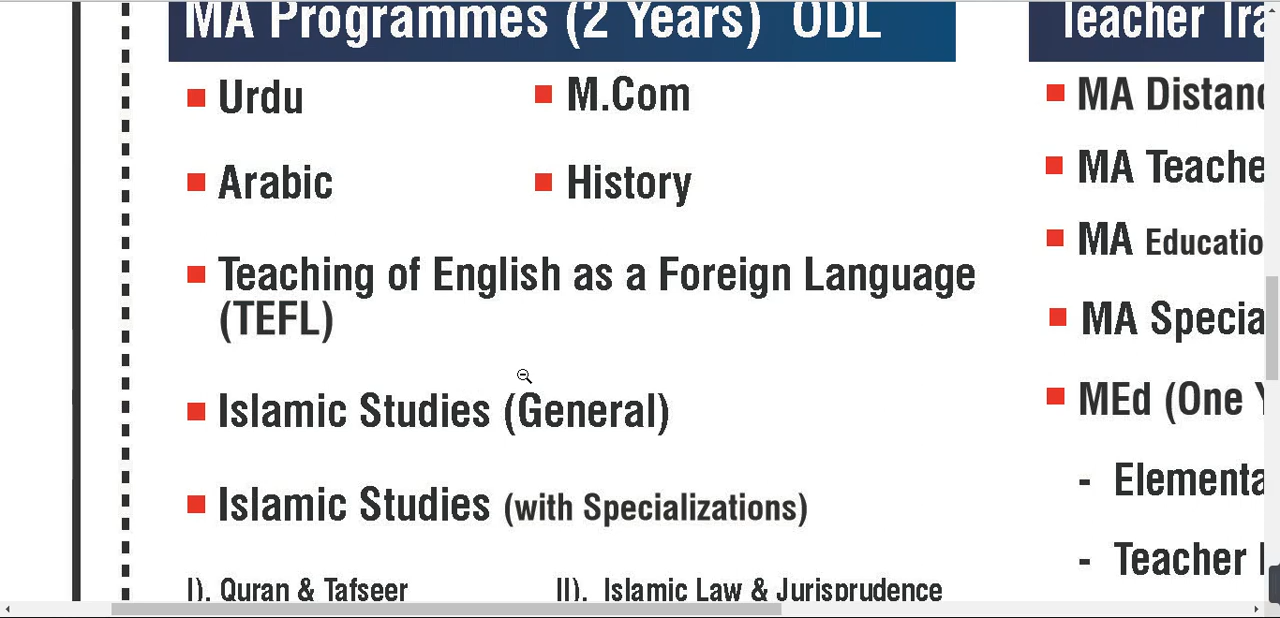 MA Programmes (2 Years) ODL
Urdu
M.Com
Arabic
History
Teaching of English as a Foreign Language
(TEFL)
Islamic Studies (General)
Islamic Studies (with Specializations)
I). Quran & Tafseer
II). Islamic Law & Jurisprudence
Teacher
MA
MA
MA
MA
MEd (One
-
- Teacher